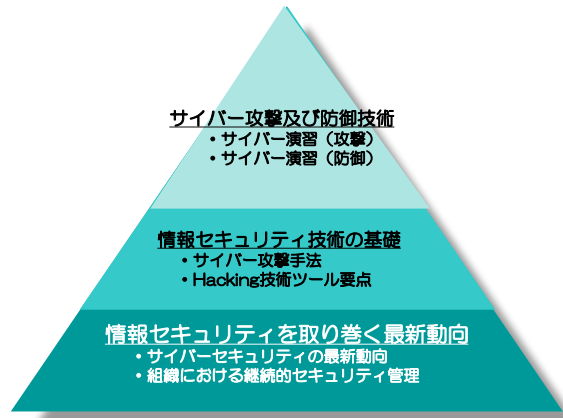 サイバー攻撃及び防御技術
・サイバー演習（攻撃）
・サイバー演習（防御）
情報セキュリティ技術の基礎
・サイバー攻撃手法
・Hacking技術ツール要点
情報セキュリティを取り巻く最新動向
・サイバーセキュリティの最新動向
・組織における継続的セキュリティ管理